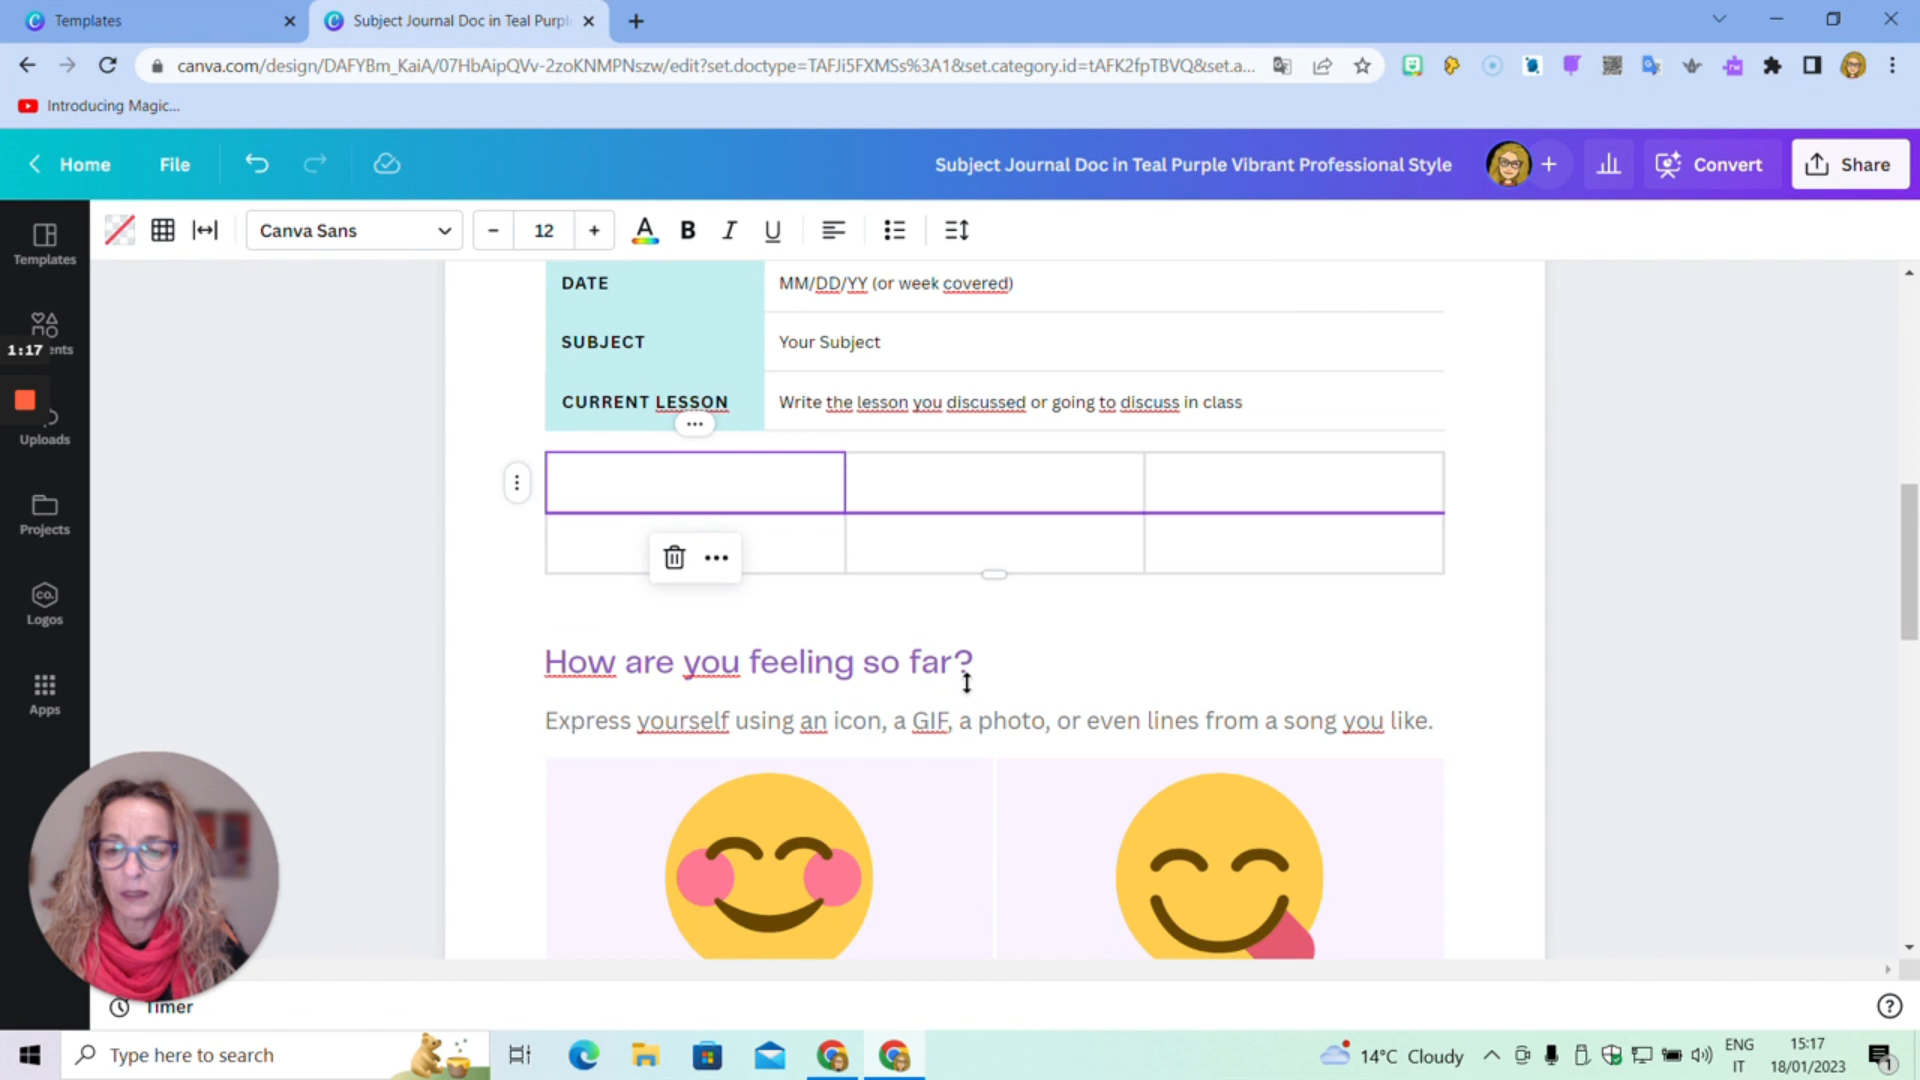 Templates
Subject Journal Doc in Teal Purpl
canva.com/design/DAFYBm_KaiA/07HbAipQVv-2zoKNMPNszw/edit?set.doctype=TAFJi5FXMSs%3A1&set.category.id=tAFK2fpTBVQ&set.a...
Introducing Magic...
Home File Subject Journal Doc in Teal Purple Vibrant Professional Style Convert Share
Canva Sans 12
Templates
1:17 ents
Uploads
Projects
Logos
Apps
DATE MM/DD/YY (or week covered)
SUBJECT Your Subject
CURRENT LESSON Write the lesson you discussed or going to discuss in class
How are you feeling so far?
Express yourself using an icon, a GIF, a photo, or even lines from a song you like.
Timer
Type here to search
14°C Cloudy
ENG
IT
15:17
18/01/2023
1